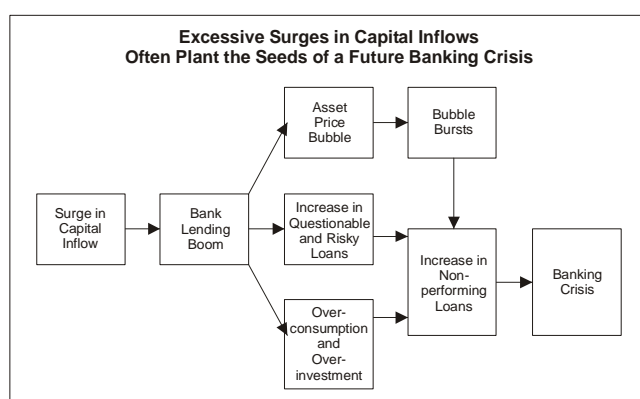 Excessive Surges in Capital Inflows
Often Plant the Seeds of a Future Banking Crisis
Asset
Price
Bubble
Bubble
Bursts
Surge in
Capital
Inflow
Bank
Lending
Boom
Increase in
Questionable
and Risky
Loans
Increase in
Non-
performing
Loans
Banking
Crisis
Over-
consumption
and
Over-
investment